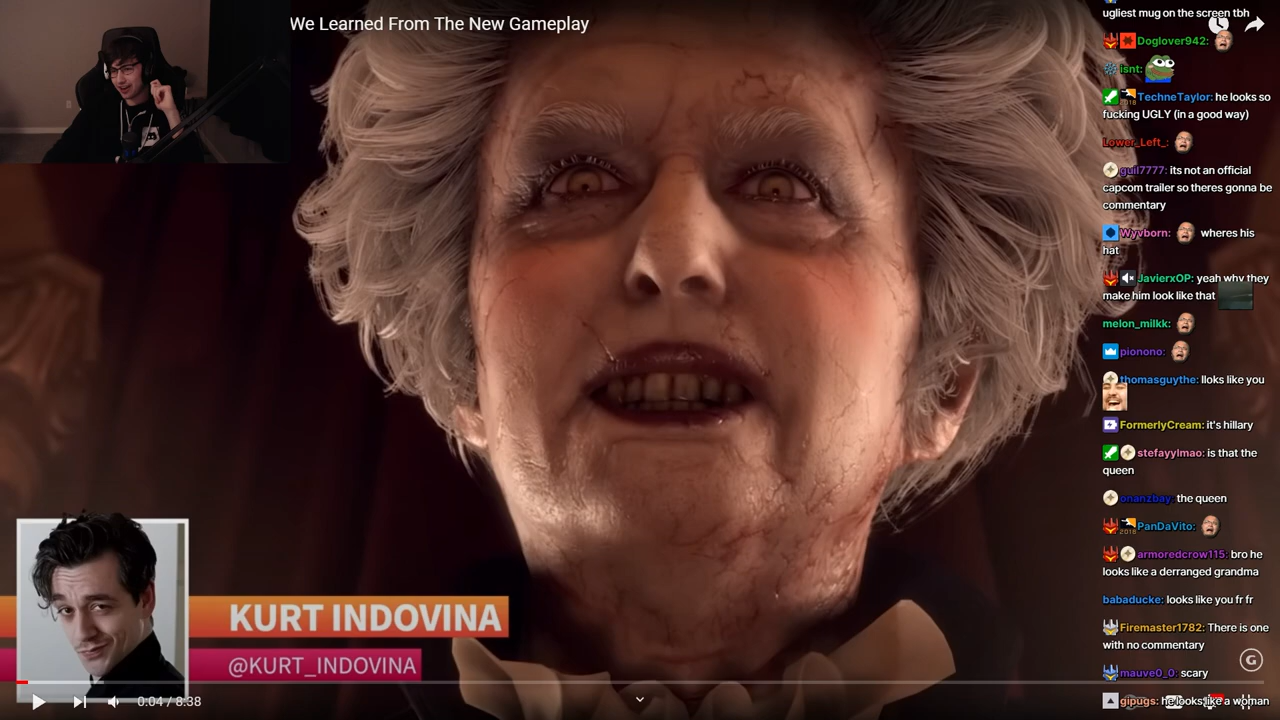 We Learned From The New Gameplay
ugliest mug on the screen tbh
Doglover942:
isnt:
TechneTaylor: he looks so
fucking UGLY (in a good way)
Lower_Left_:
guil7777: its not an official
capcom trailer so theres gonna be
commentary
Wyvborn: wheres his
hat
JavierxOP: yeah why they
make him look like that
melon_milkk:
pionono:
thomasguythe: lloks like you
FormerlyCream: it's hillary
stefayylmao: is that the
queen
onanzbay: the queen
PanDaVito:
armoredcrow115: bro he
looks like a derranged grandma
babaducke: looks like you fr fr
Firemaster1782: There is one
with no commentary
mauve0_0: scary
gipugs: he looks like a woman
KURT INDOVINA
@KURT_INDOVINA
0:04 / 8:38
G